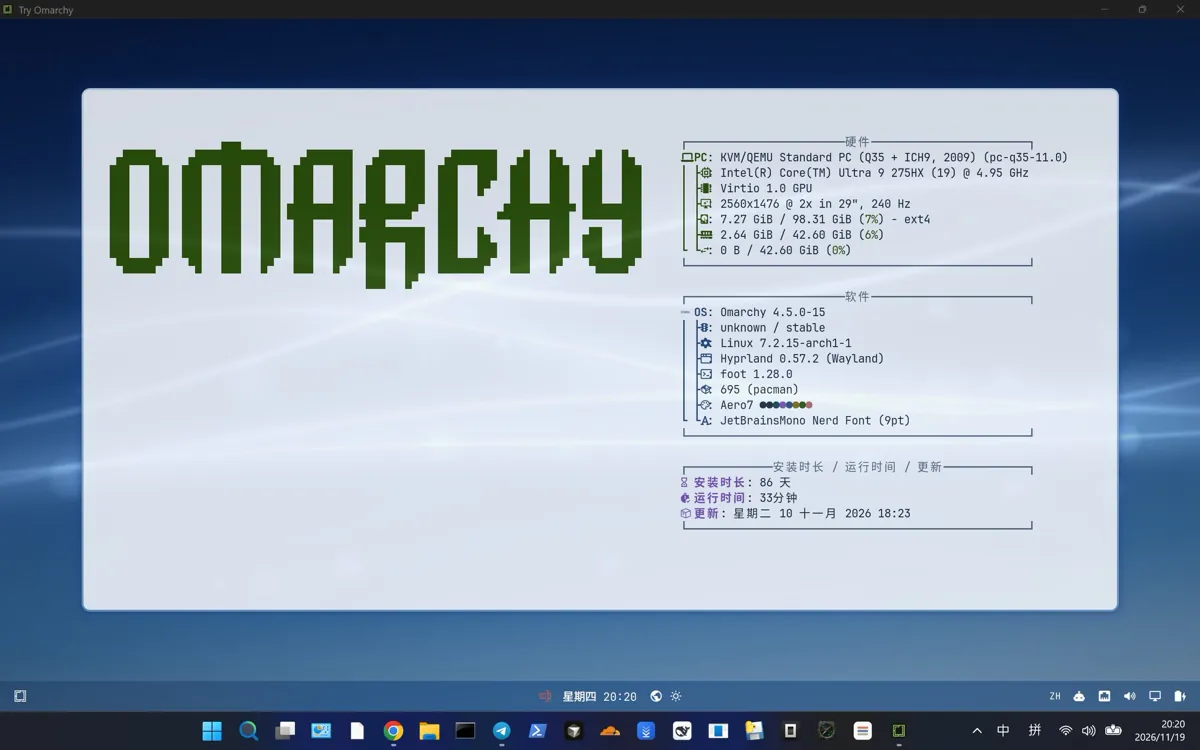 Try Omarchy
OMARCHY
硬件
PC: KVM/QEMU Standard PC (Q35 + ICH9, 2009) (pc-q35-11.0)
Intel(R) Core(TM) Ultra 9 275HX (19) @ 4.95 GHz
Virtio 1.0 GPU
2560x1476 @ 2x in 29", 240 Hz
7.27 GiB / 98.31 GiB (7%) - ext4
2.64 GiB / 42.60 GiB (6%)
0 B / 42.60 GiB (0%)
软件
OS: Omarchy 4.5.0-15
unknown / stable
Linux 7.2.15-arch1-1
Hyprland 0.57.2 (Wayland)
foot 1.28.0
695 (pacman)
Aero7
JetBrainsMono Nerd Font (9pt)
安装时长 / 运行时间 / 更新
安装时长: 86 天
运行时间: 33分钟
更新: 星期二 10 十一月 2026 18:23
星期四 20:20
ZH
中 拼
20:20
2026/11/19